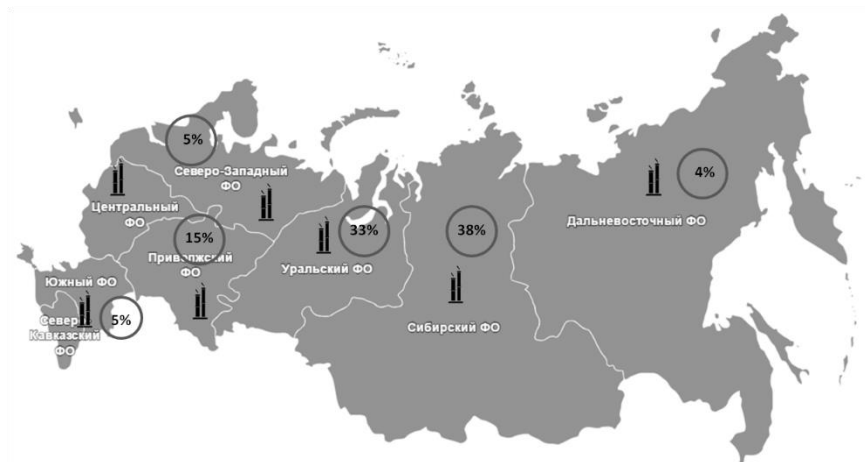 5%
Северо-Западный
ФО
4%
Центральный
ФО
Дальневосточный ФО
15%
Приволжский
ФО
33%
38%
Уральский ФО
Южный ФО
Северо
Кавказский
ФО
5%
Сибирский ФО